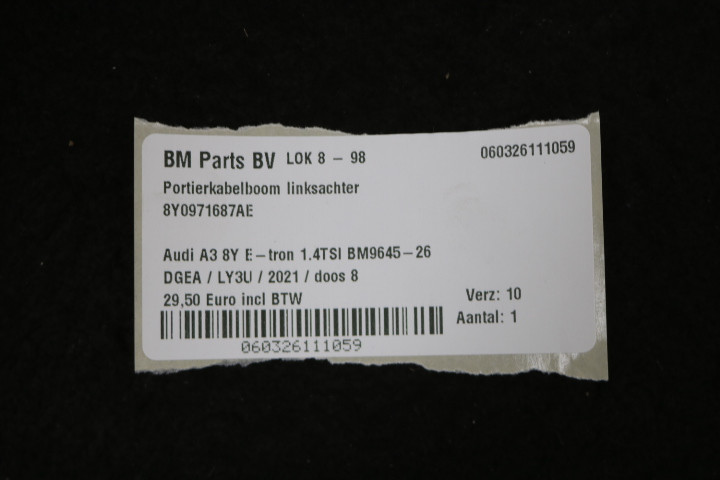 BM Parts BV LOK 8 - 98 060326111059
Portierkabelboom linksachter
8Y0971687AE
Audi A3 8Y E-tron 1.4TSI BM9645-26
DGEA / LY3U / 2021 / doos 8
29,50 Euro incl BTW Verz: 10
Aantal: 1
060326111059